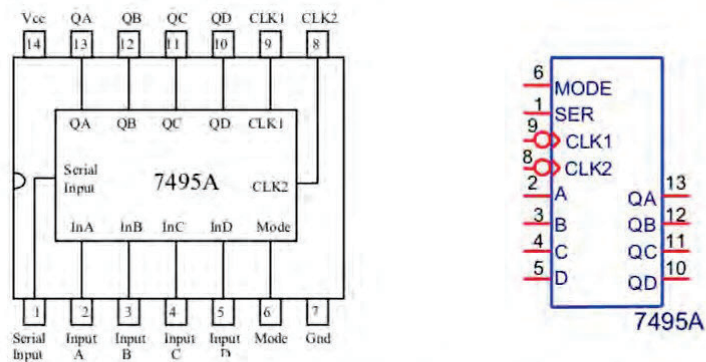 Vcc QA QB QC QD CLK1 CLK2
14 13 12 11 10 9 8
QA QB QC QD CLK1
Serial
Input
7495A
CLK2
InA InB InC InD Mode
1 2 3 4 5 6 7
Serial Input Input Input Input Mode Gnd
Input A B C D
6 MODE
1 SER
9 CLK1
8 CLK2
2 A
3 B
4 C
5 D
QA 13
QB 12
QC 11
QD 10
7495A